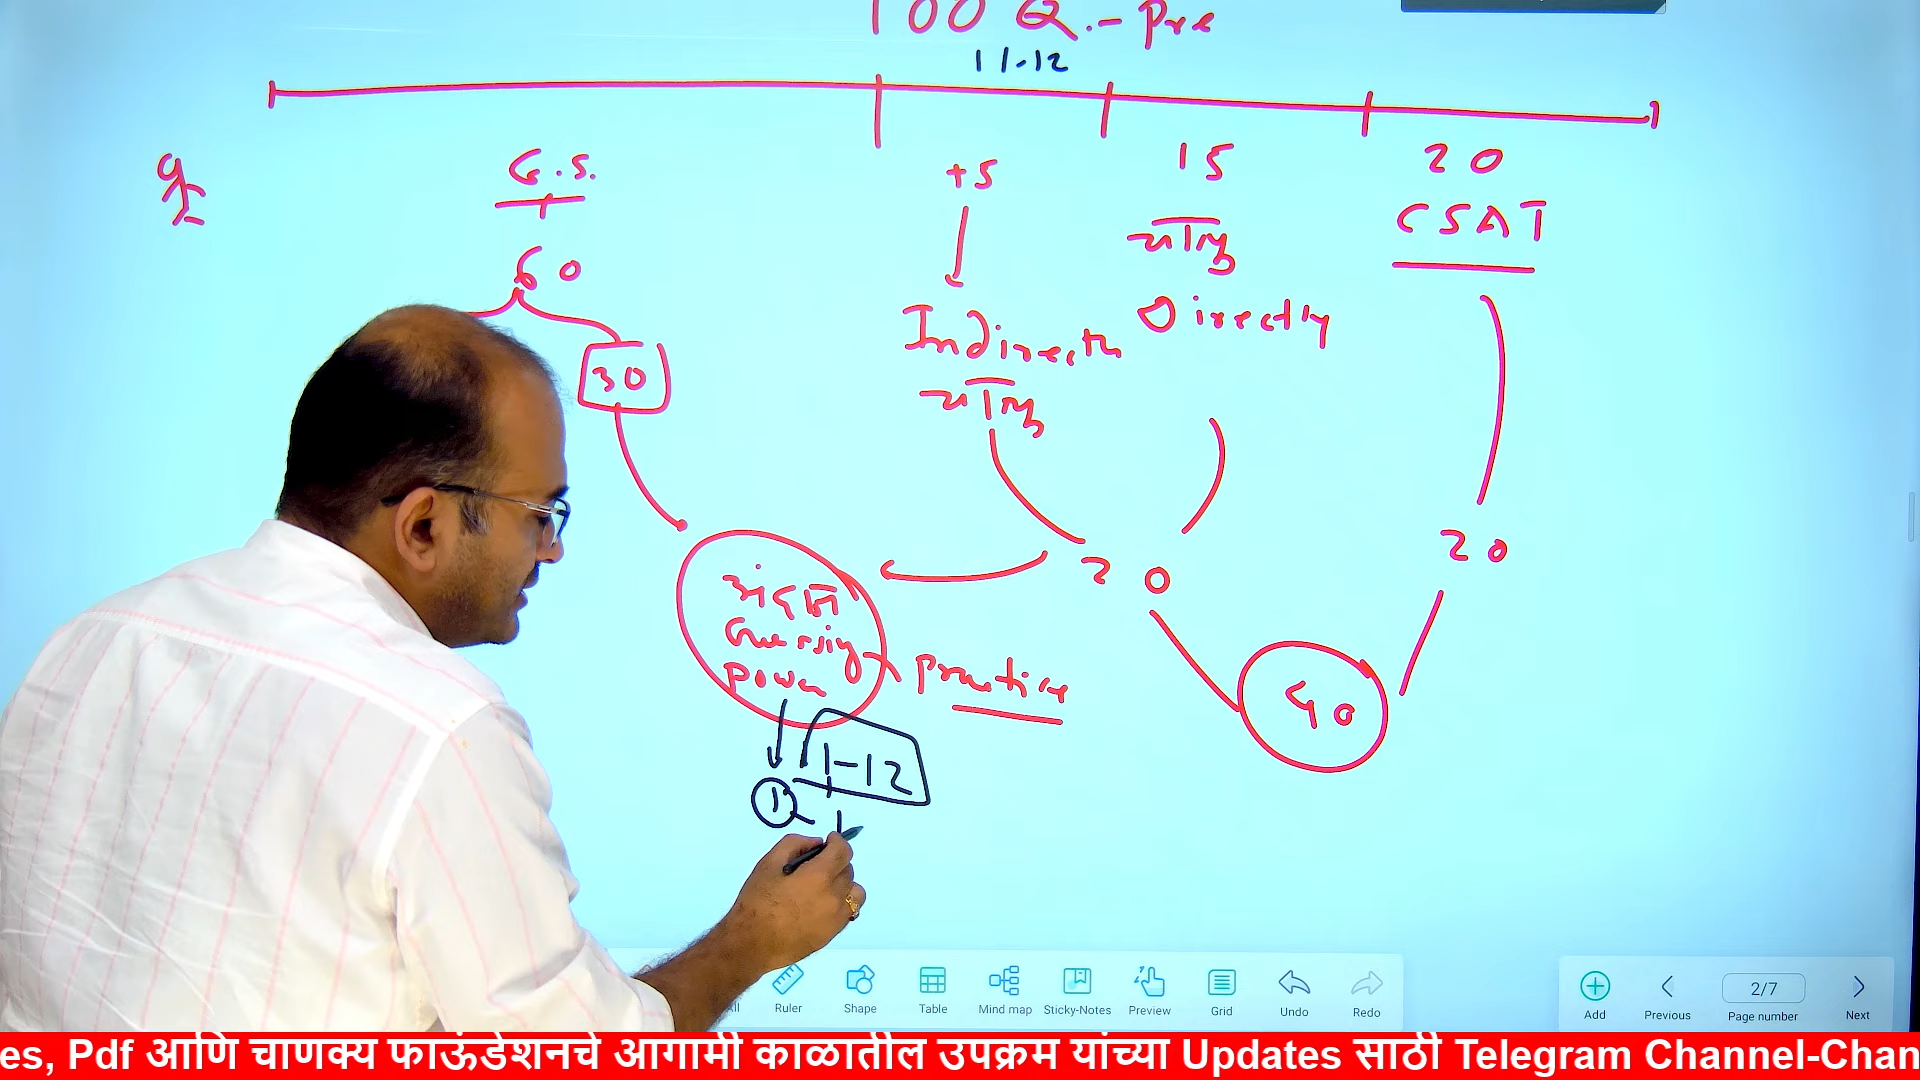 100 Q.- Pre
11-12
G.S.
+5
15
20
CSAT
60
Directly
Indirectly
30
20
20
Guessing
Power
Practice
40
1-12
1
Ruler
Shape
Table
Mind map
Sticky-Notes
Preview
Grid
Undo
Redo
Add
Previous
2/7
Page number
Next
es, Pdf आणि चाणक्य फाऊंडेशनचे आगामी काळातील उपक्रम यांच्या Updates साठी Telegram Channel-Chan